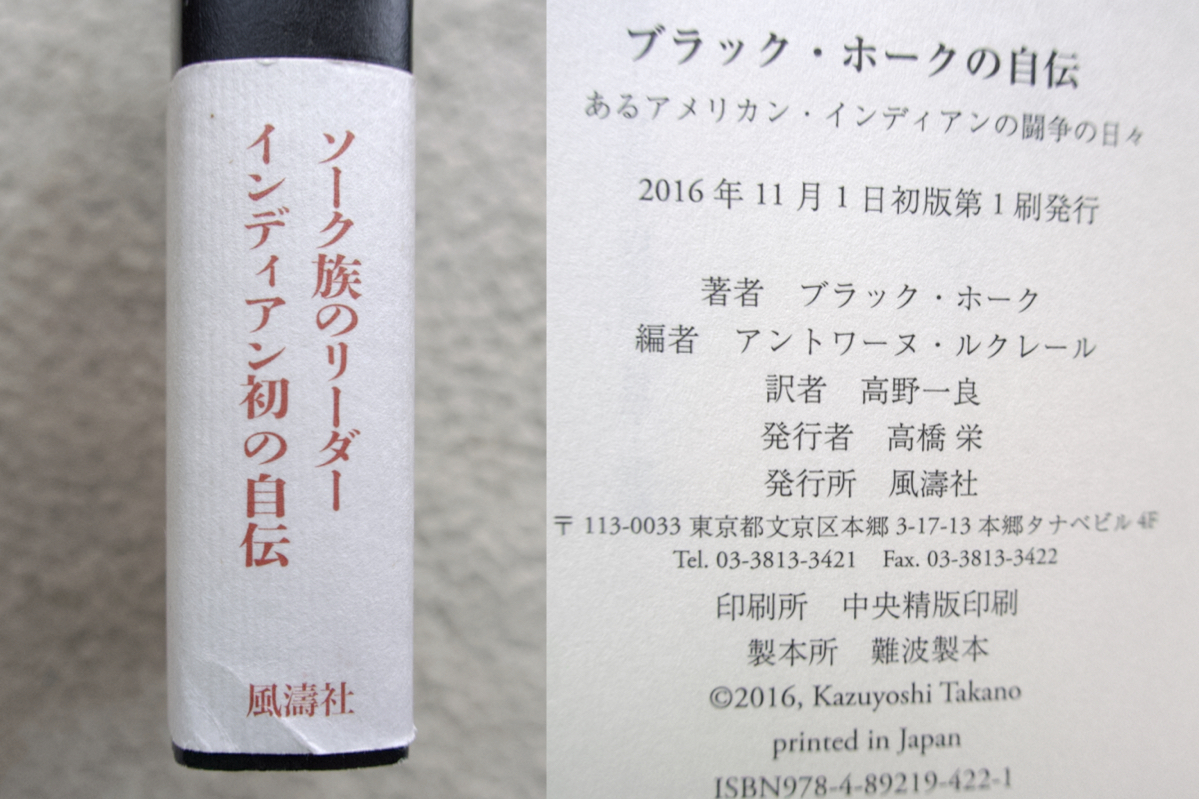 ソーク族のリーダー
インディアン初の自伝
風濤社
ブラック・ホークの自伝
あるアメリカン・インディアンの闘争の日々
2016年11月1日初版第1刷発行
著者 ブラック・ホーク
編者 アントワーヌ・ルクレール
訳者 高野一良
発行者 高橋 栄
発行所 風濤社
〒113-0033 東京都文京区本郷3-17-13 本郷タナベビル4F
Tel. 03-3813-3421 Fax. 03-3813-3422
印刷所 中央精版印刷
製本所 難波製本
©2016, Kazuyoshi Takano
printed in Japan
ISBN978-4-89219-422-1